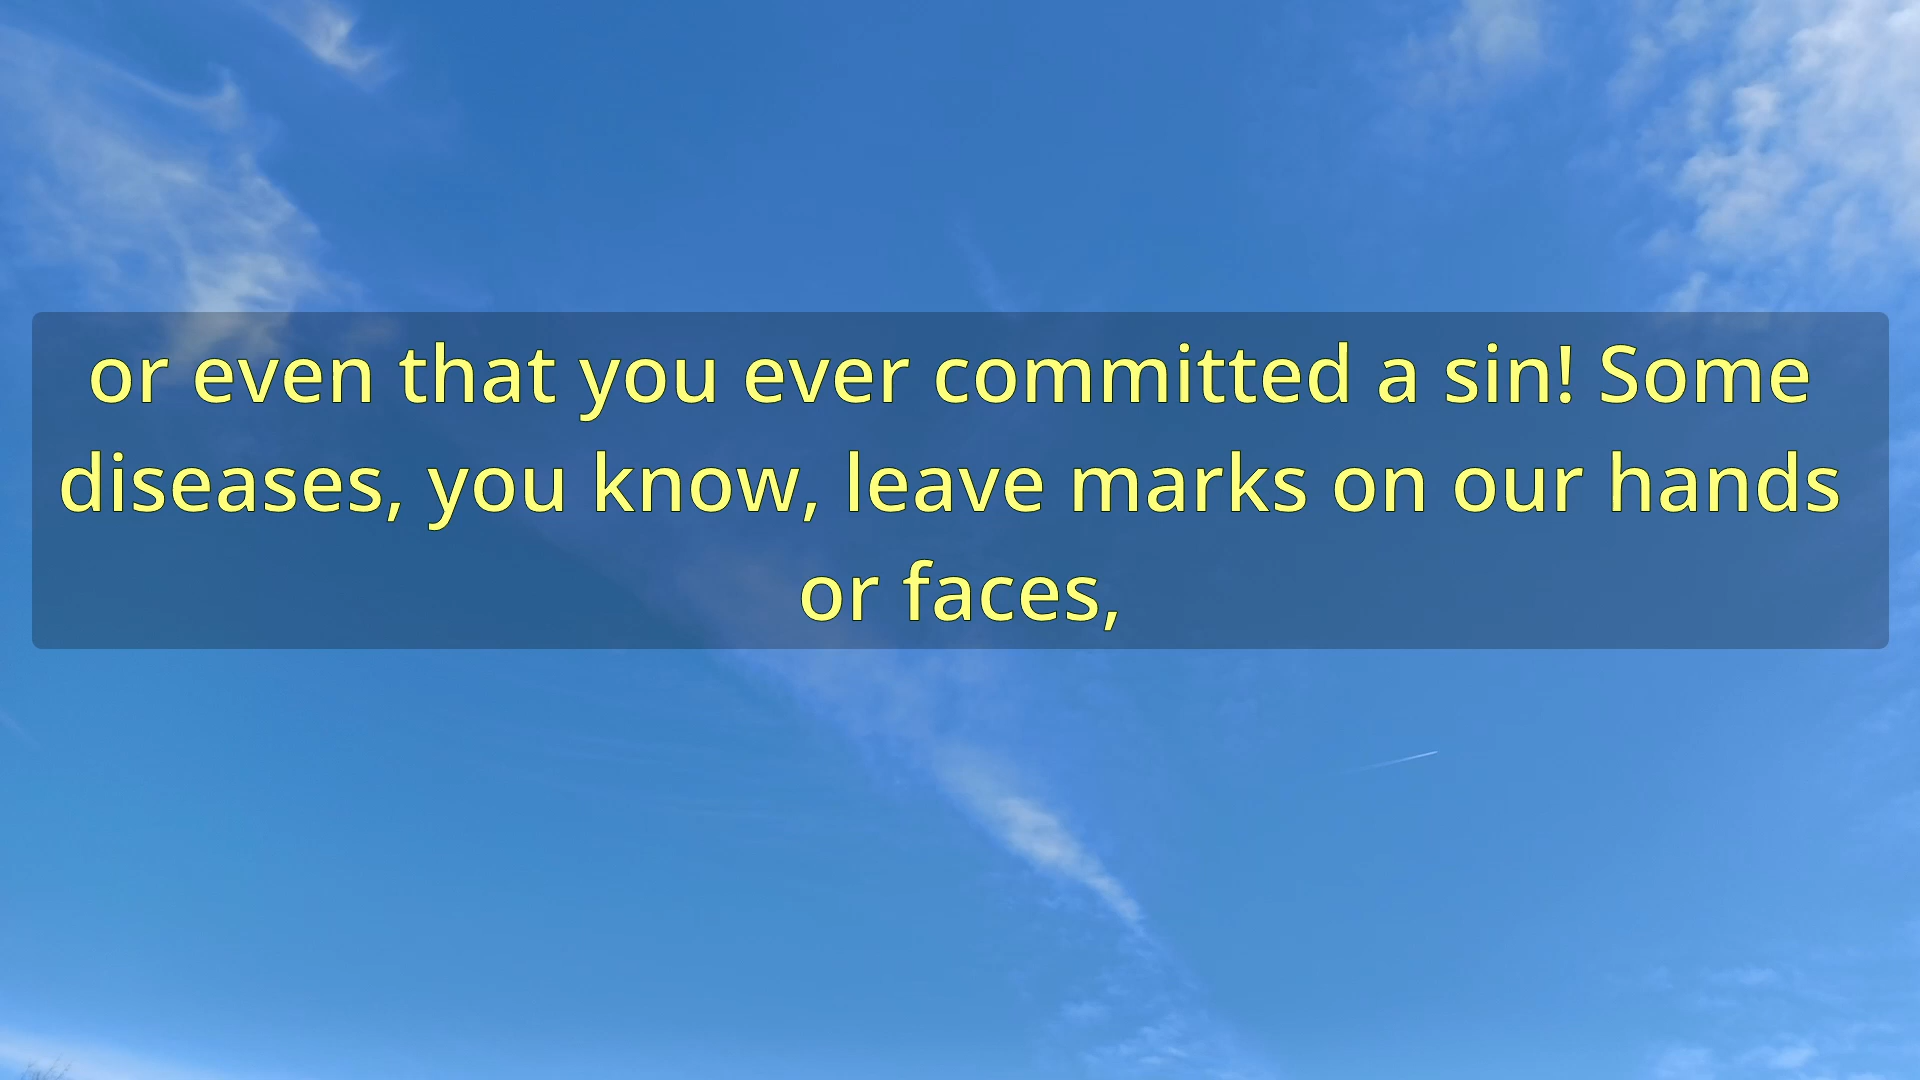 or even that you ever committed a sin! Some
diseases, you know, leave marks on our hands
or faces,